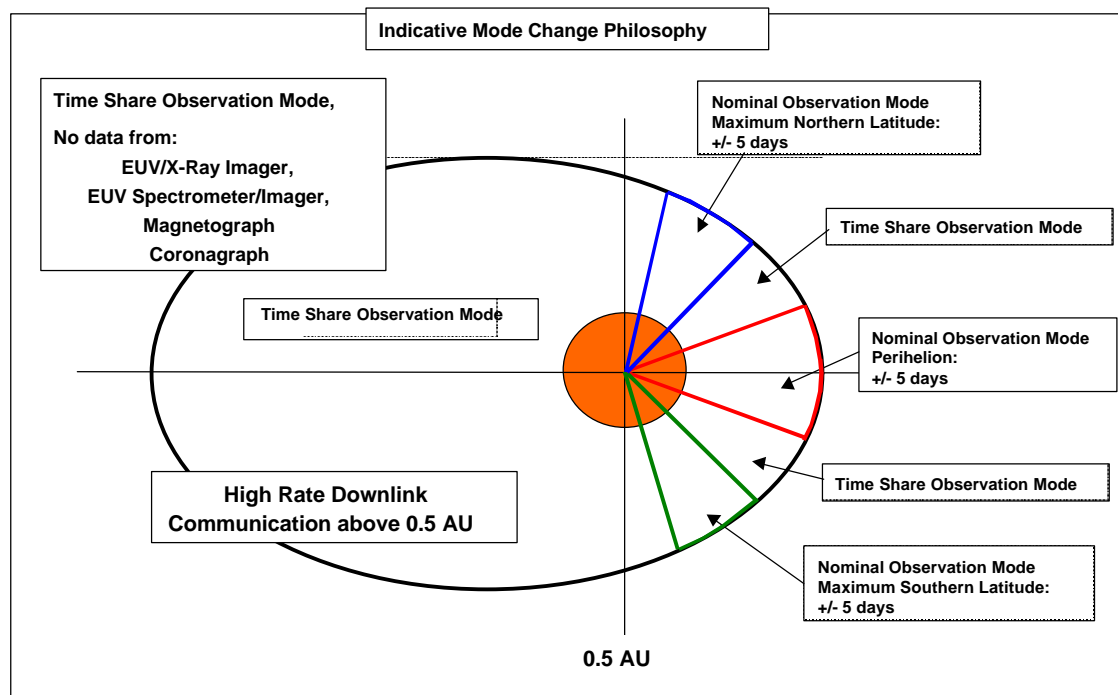 Indicative Mode Change Philosophy
Time Share Observation Mode,
No data from:
EUV/X-Ray Imager,
EUV Spectrometer/Imager,
Magnetograph
Coronagraph
Nominal Observation Mode
Maximum Northern Latitude:
+/- 5 days
Time Share Observation Mode
Time Share Observation Mode
Nominal Observation Mode
Perihelion:
+/- 5 days
High Rate Downlink
Communication above 0.5 AU
Time Share Observation Mode
Nominal Observation Mode
Maximum Southern Latitude:
+/- 5 days
0.5 AU